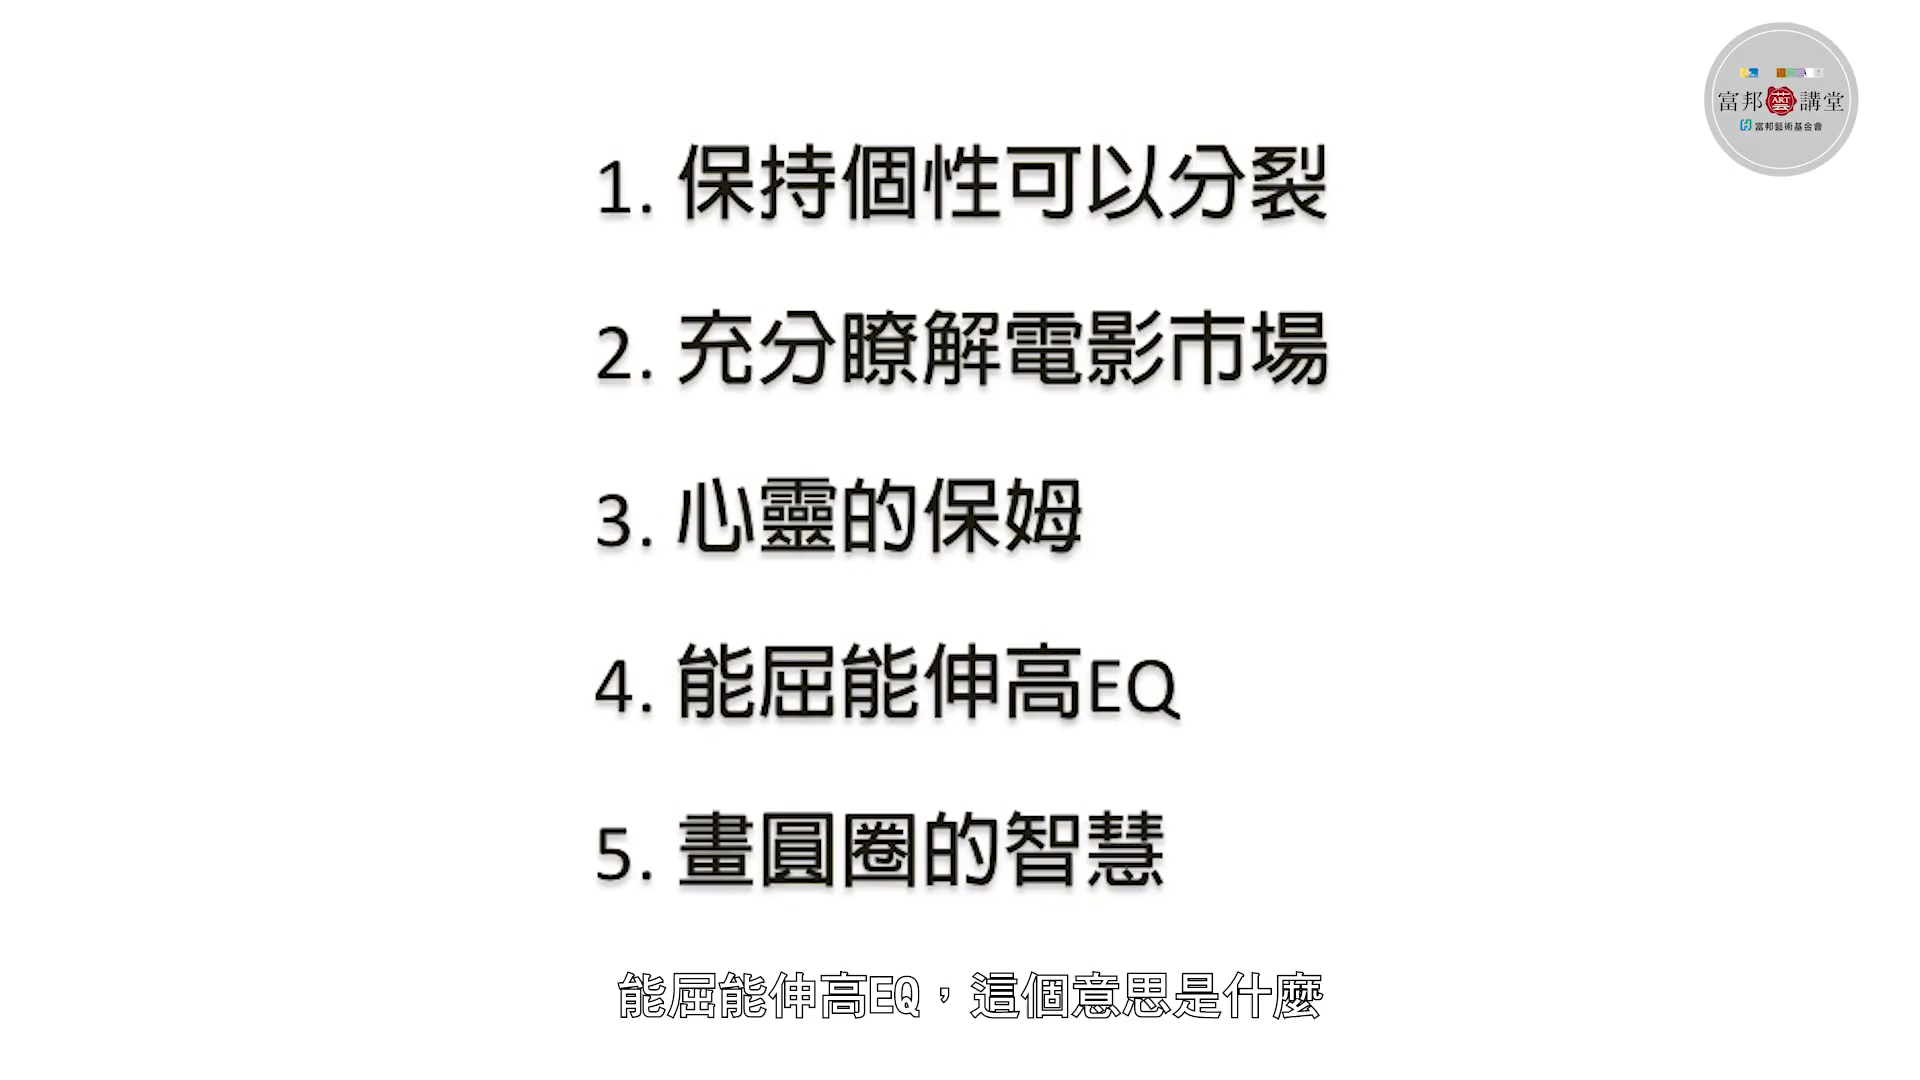 富邦藝講堂
ART
富邦藝術基金會
1. 保持個性可以分裂
2. 充分瞭解電影市場
3. 心靈的保姆
4. 能屈能伸高EQ
5. 畫圓圈的智慧
能屈能伸高EQ，這個意思是什麼